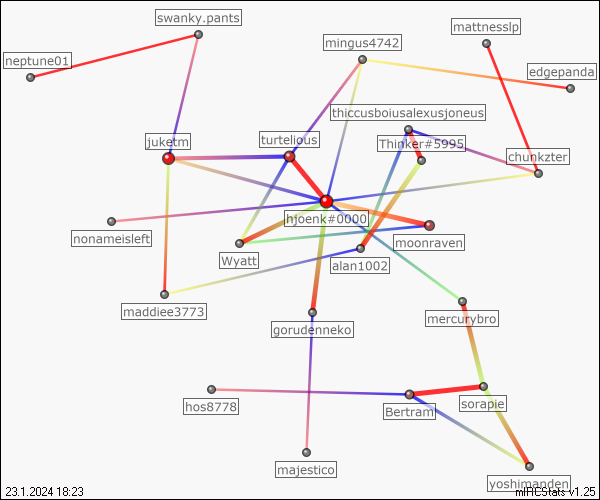 swanky.pants
mattnesslp
mingus4742
neptune01
edgepanda
thiccusboiusalexusjoneus
juketm
turtelious
Thinker#5995
chunkzter
hjoenk#0000
nonameisleft
moonraven
Wyatt
alan1002
maddiee3773
mercurybro
gorudenneko
hos8778
Bertram
sorapie
majestico
yoshimanden
23.1.2024 18:23
mIRCStats v1.25